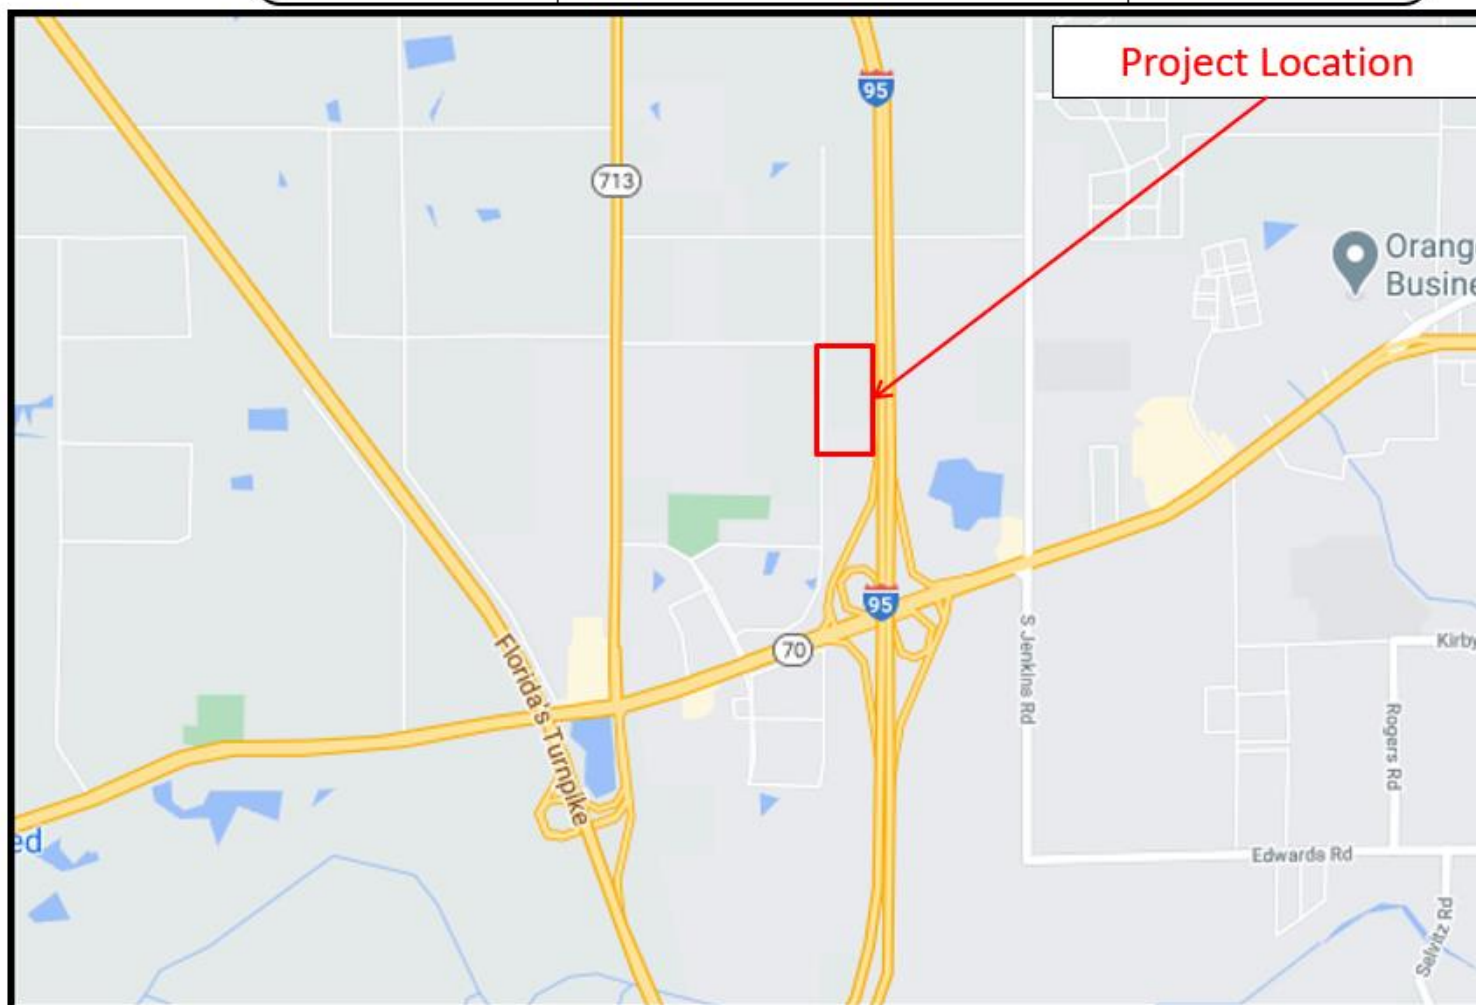 Project Location
95
713
Orang
Busine
95
70
S Jenkins Rd
Florida's Turnpike
Kirby
Rogers Rd
ed
Edwards Rd
Selvitz Rd